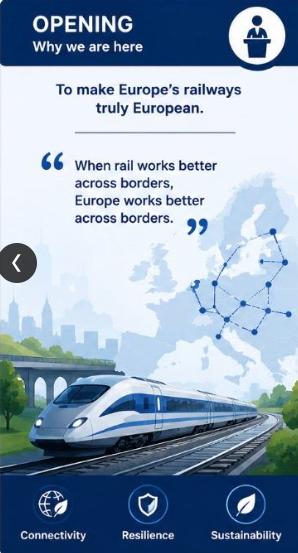 OPENING
Why we are here
To make Europe's railways
truly European.
“ When rail works better
across borders,
Europe works better
across borders. ”
Connectivity
Resilience
Sustainability